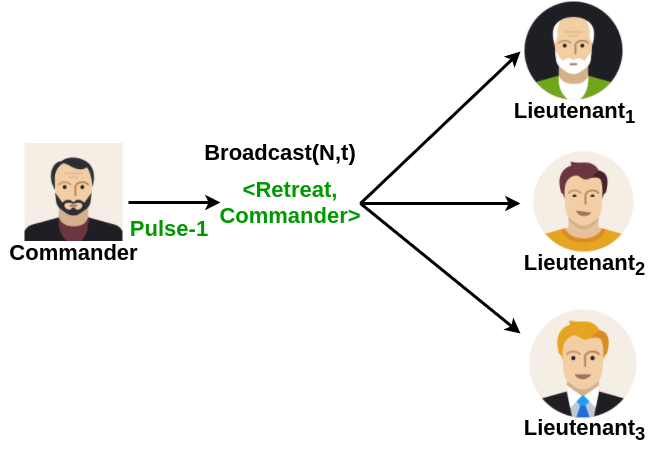 Commander
Pulse-1
Broadcast(N,t)
<Retreat,
Commander>
Lieutenant1
Lieutenant2
Lieutenant3